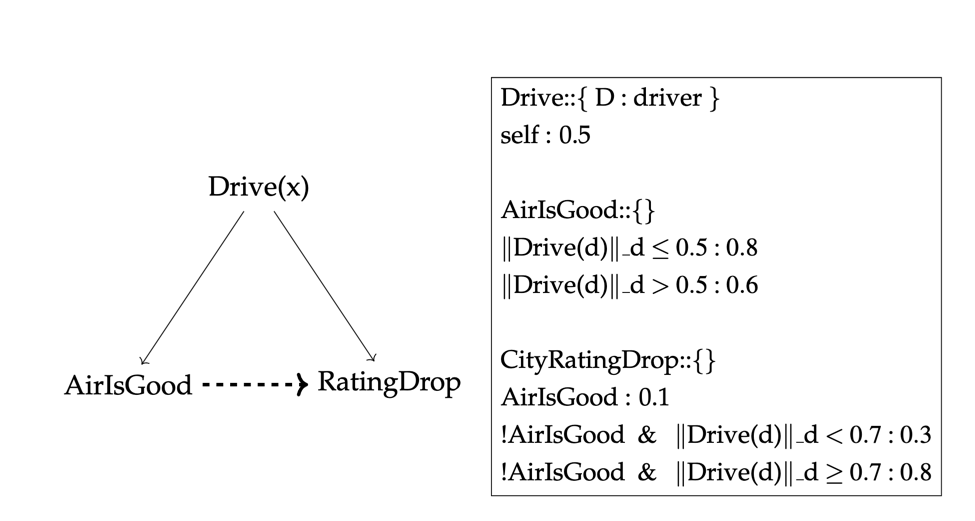 Drive(x)
AirIsGood
RatingDrop
Drive::{ D : driver }
self : 0.5
AirIsGood::{}
‖Drive(d)‖_d ≤ 0.5 : 0.8
‖Drive(d)‖_d > 0.5 : 0.6
CityRatingDrop::{}
AirIsGood : 0.1
!AirIsGood & ‖Drive(d)‖_d < 0.7 : 0.3
!AirIsGood & ‖Drive(d)‖_d ≥ 0.7 : 0.8